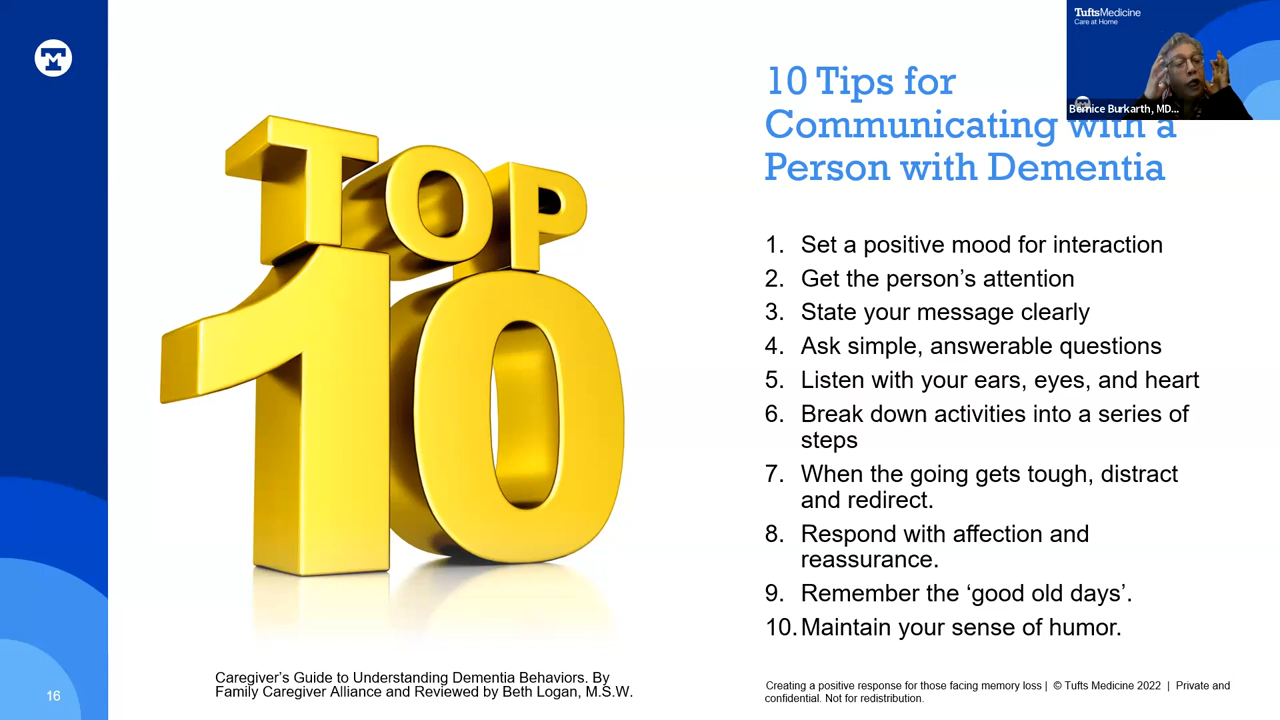 TuftsMedicine
Care at Home
Bernice Burkarth, MD...
10 Tips for
Communicating with a
Person with Dementia
TOP
10
1. Set a positive mood for interaction
2. Get the person’s attention
3. State your message clearly
4. Ask simple, answerable questions
5. Listen with your ears, eyes, and heart
6. Break down activities into a series of
steps
7. When the going gets tough, distract
and redirect.
8. Respond with affection and
reassurance.
9. Remember the ‘good old days’.
10. Maintain your sense of humor.
Caregiver’s Guide to Understanding Dementia Behaviors. By
Family Caregiver Alliance and Reviewed by Beth Logan, M.S.W.
Creating a positive response for those facing memory loss | © Tufts Medicine 2022 | Private and
confidential. Not for redistribution.
16